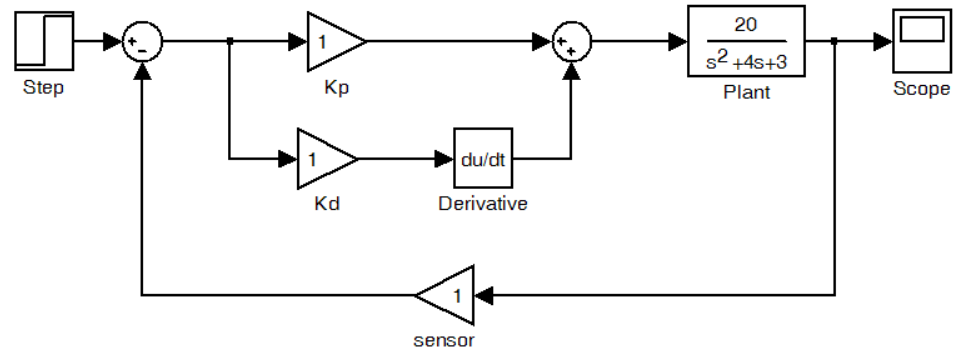 Step
+
-
1
Kp
+
+
20
s²+4s+3
Plant
Scope
1
Kd
du/dt
Derivative
1
sensor